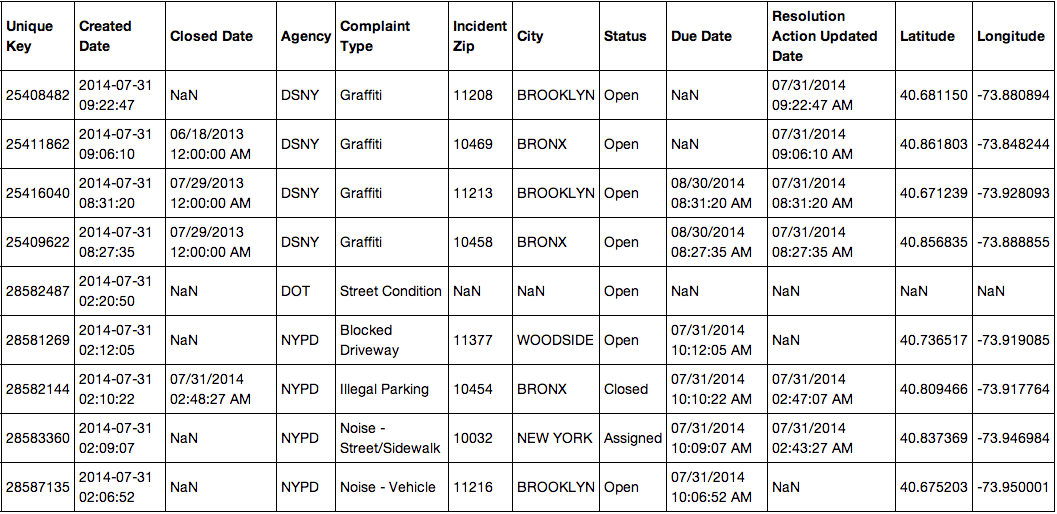 Unique Key | Created Date | Closed Date | Agency | Complaint Type | Incident Zip | City | Status | Due Date | Resolution Action Updated Date | Latitude | Longitude
25408482 | 2014-07-31 09:22:47 | NaN | DSNY | Graffiti | 11208 | BROOKLYN | Open | NaN | 07/31/2014 09:22:47 AM | 40.681150 | -73.880894
25411862 | 2014-07-31 09:06:10 | 06/18/2013 12:00:00 AM | DSNY | Graffiti | 10469 | BRONX | Open | NaN | 07/31/2014 09:06:10 AM | 40.861803 | -73.848244
25416040 | 2014-07-31 08:31:20 | 07/29/2013 12:00:00 AM | DSNY | Graffiti | 11213 | BROOKLYN | Open | 08/30/2014 08:31:20 AM | 07/31/2014 08:31:20 AM | 40.671239 | -73.928093
25409622 | 2014-07-31 08:27:35 | 07/29/2013 12:00:00 AM | DSNY | Graffiti | 10458 | BRONX | Open | 08/30/2014 08:27:35 AM | 07/31/2014 08:27:35 AM | 40.856835 | -73.888855
28582487 | 2014-07-31 02:20:50 | NaN | DOT | Street Condition | NaN | NaN | Open | NaN | NaN | NaN | NaN
28581269 | 2014-07-31 02:12:05 | NaN | NYPD | Blocked Driveway | 11377 | WOODSIDE | Open | 07/31/2014 10:12:05 AM | NaN | 40.736517 | -73.919085
28582144 | 2014-07-31 02:10:22 | 07/31/2014 02:48:27 AM | NYPD | Illegal Parking | 10454 | BRONX | Closed | 07/31/2014 10:10:22 AM | 07/31/2014 02:47:07 AM | 40.809466 | -73.917764
28583360 | 2014-07-31 02:09:07 | NaN | NYPD | Noise - Street/Sidewalk | 10032 | NEW YORK | Assigned | 07/31/2014 10:09:07 AM | 07/31/2014 02:43:27 AM | 40.837369 | -73.946984
28587135 | 2014-07-31 02:06:52 | NaN | NYPD | Noise - Vehicle | 11216 | BROOKLYN | Open | 07/31/2014 10:06:52 AM | NaN | 40.675203 | -73.950001